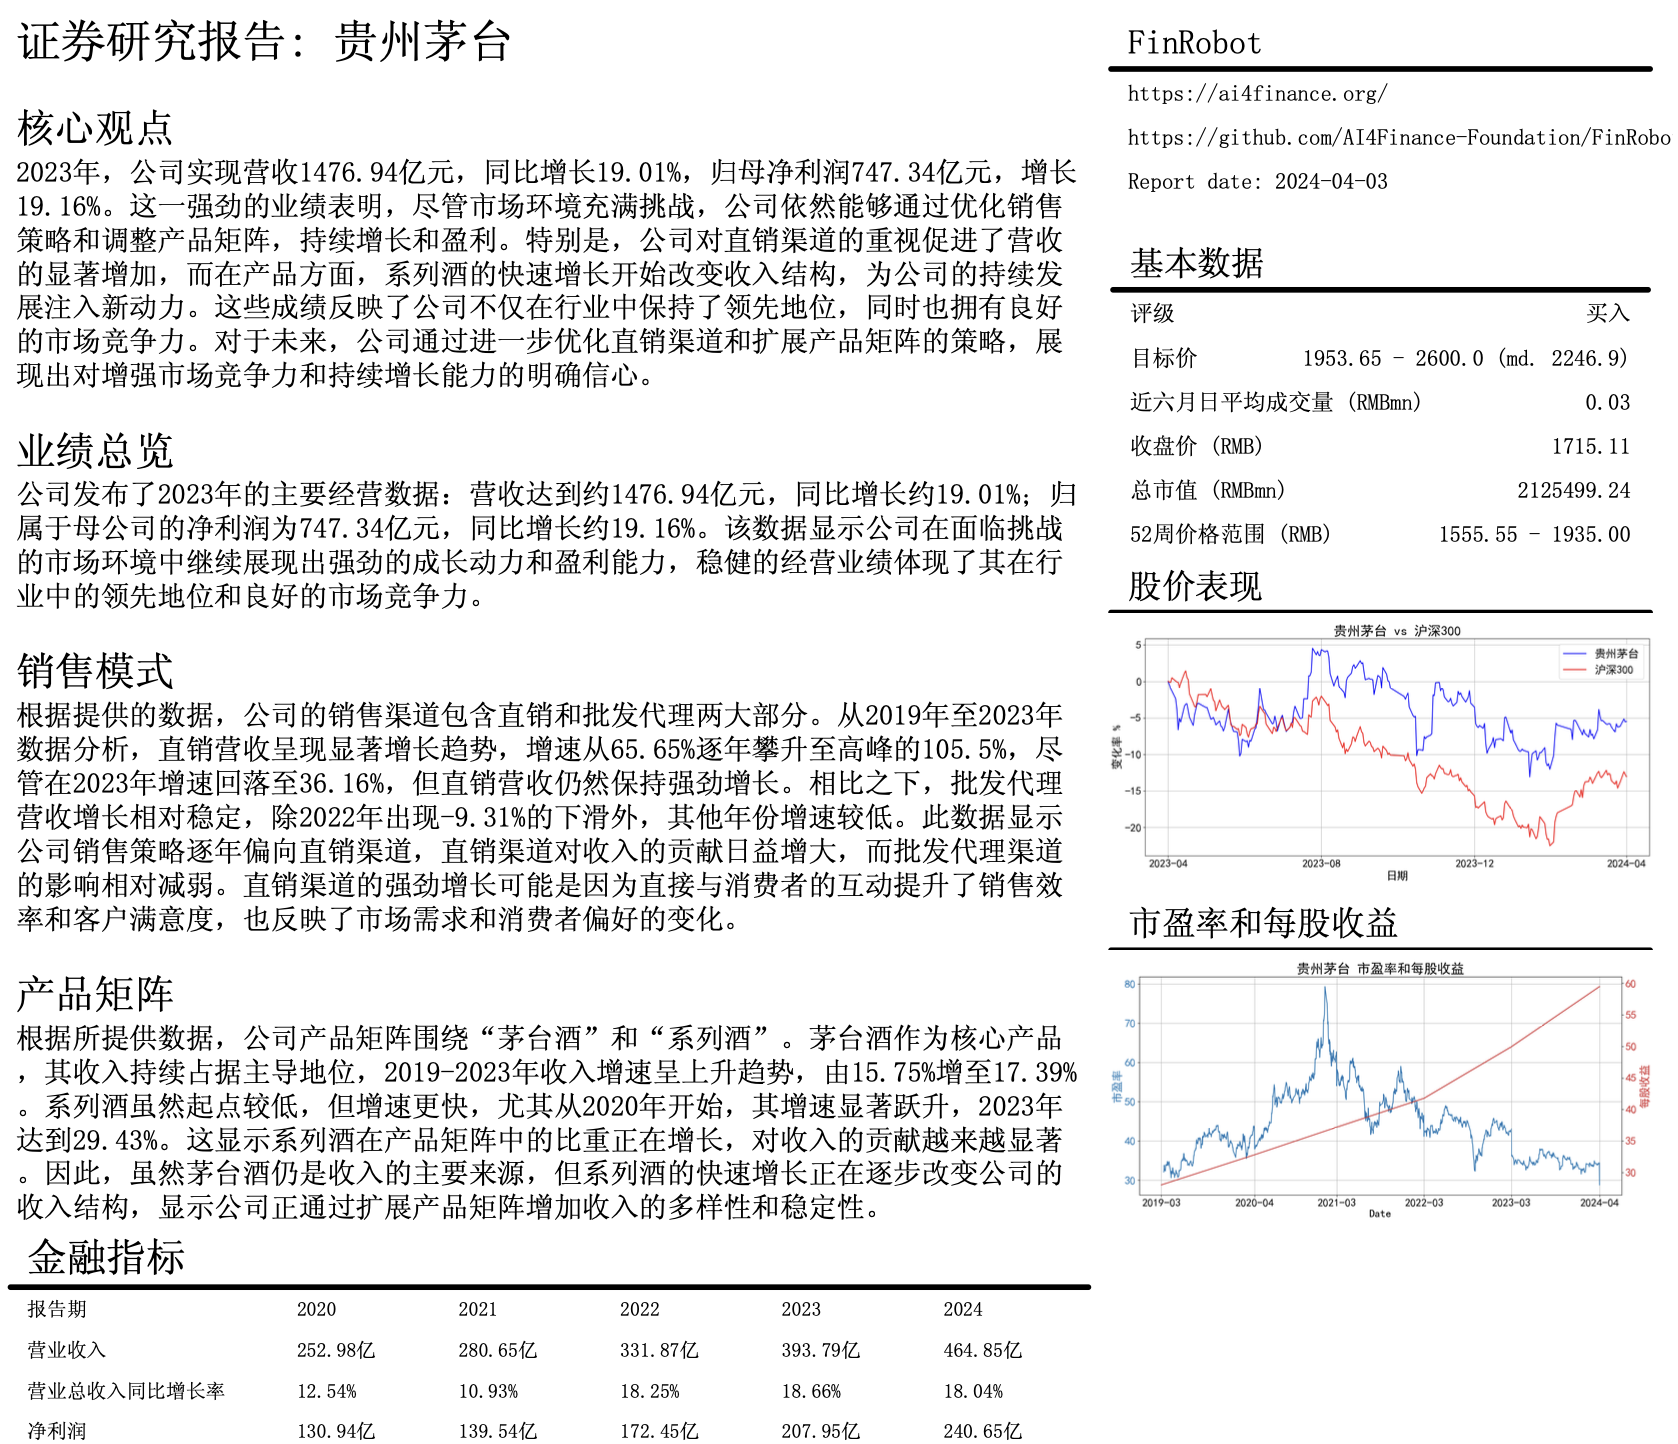 证券研究报告: 贵州茅台
核心观点
2023年，公司实现营收1476.94亿元，同比增长19.01%，归母净利润747.34亿元，增长
19.16%。这一强劲的业绩表明，尽管市场环境充满挑战，公司依然能够通过优化销售
策略和调整产品矩阵，持续增长和盈利。特别是，公司对直销渠道的重视促进了营收
的显著增加，而在产品方面，系列酒的快速增长开始改变收入结构，为公司的持续发
展注入新动力。这些成绩反映了公司不仅在行业中保持了领先地位，同时也拥有良好
的市场竞争力。对于未来，公司通过进一步优化直销渠道和扩展产品矩阵的策略，展
现出对增强市场竞争力和持续增长能力的明确信心。
业绩总览
公司发布了2023年的主要经营数据：营收达到约1476.94亿元，同比增长约19.01%；归
属于母公司的净利润为747.34亿元，同比增长约19.16%。该数据显示公司在面临挑战
的市场环境中继续展现出强劲的成长动力和盈利能力，稳健的经营业绩体现了其在行
业中的领先地位和良好的市场竞争力。
销售模式
根据提供的数据，公司的销售渠道包含直销和批发代理两大部分。从2019年至2023年
数据分析，直销营收呈现显著增长趋势，增速从65.65%逐年攀升至高峰的105.5%，尽
管在2023年增速回落至36.16%，但直销营收仍然保持强劲增长。相比之下，批发代理
营收增长相对稳定，除2022年出现-9.31%的下滑外，其他年份增速较低。此数据显示
公司销售策略逐年偏向直销渠道，直销渠道对收入的贡献日益增大，而批发代理渠道
的影响相对减弱。直销渠道的强劲增长可能是因为直接与消费者的互动提升了销售效
率和客户满意度，也反映了市场需求和消费者偏好的变化。
产品矩阵
根据所提供数据，公司产品矩阵围绕“茅台酒”和“系列酒”。茅台酒作为核心产品
，其收入持续占据主导地位，2019-2023年收入增速呈上升趋势，由15.75%增至17.39%
。系列酒虽然起点较低，但增速更快，尤其从2020年开始，其增速显著跃升，2023年
达到29.43%。这显示系列酒在产品矩阵中的比重正在增长，对收入的贡献越来越显著
。因此，虽然茅台酒仍是收入的主要来源，但系列酒的快速增长正在逐步改变公司的
收入结构，显示公司正通过扩展产品矩阵增加收入的多样性和稳定性。
金融指标
报告期 2020 2021 2022 2023 2024
营业收入 252.98亿 280.65亿 331.87亿 393.79亿 464.85亿
营业总收入同比增长率 12.54% 10.93% 18.25% 18.66% 18.04%
净利润 130.94亿 139.54亿 172.45亿 207.95亿 240.65亿
FinRobot
https://ai4finance.org/
https://github.com/AI4Finance-Foundation/FinRobo
Report date: 2024-04-03
基本数据
评级 买入
目标价 1953.65 - 2600.0 (md. 2246.9)
近六月日平均成交量 (RMBmn) 0.03
收盘价 (RMB) 1715.11
总市值 (RMBmn) 2125499.24
52周价格范围 (RMB) 1555.55 - 1935.00
股价表现
贵州茅台 vs 沪深300
贵州茅台
沪深300
变化率 %
5
0
-5
-10
-15
-20
2023-04 2023-08 2023-12 2024-04
日期
市盈率和每股收益
贵州茅台 市盈率和每股收益
市盈率
80
70
60
50
40
30
60
55
50
45
40
35
30
每股收益
2019-03 2020-04 2021-03 2022-03 2023-03 2024-04
Date